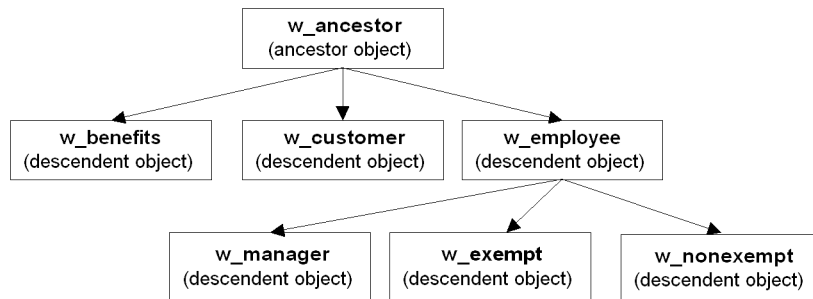 w_ancestor
(ancestor object)
w_benefits
(descendent object)
w_customer
(descendent object)
w_employee
(descendent object)
w_manager
(descendent object)
w_exempt
(descendent object)
w_nonexempt
(descendent object)